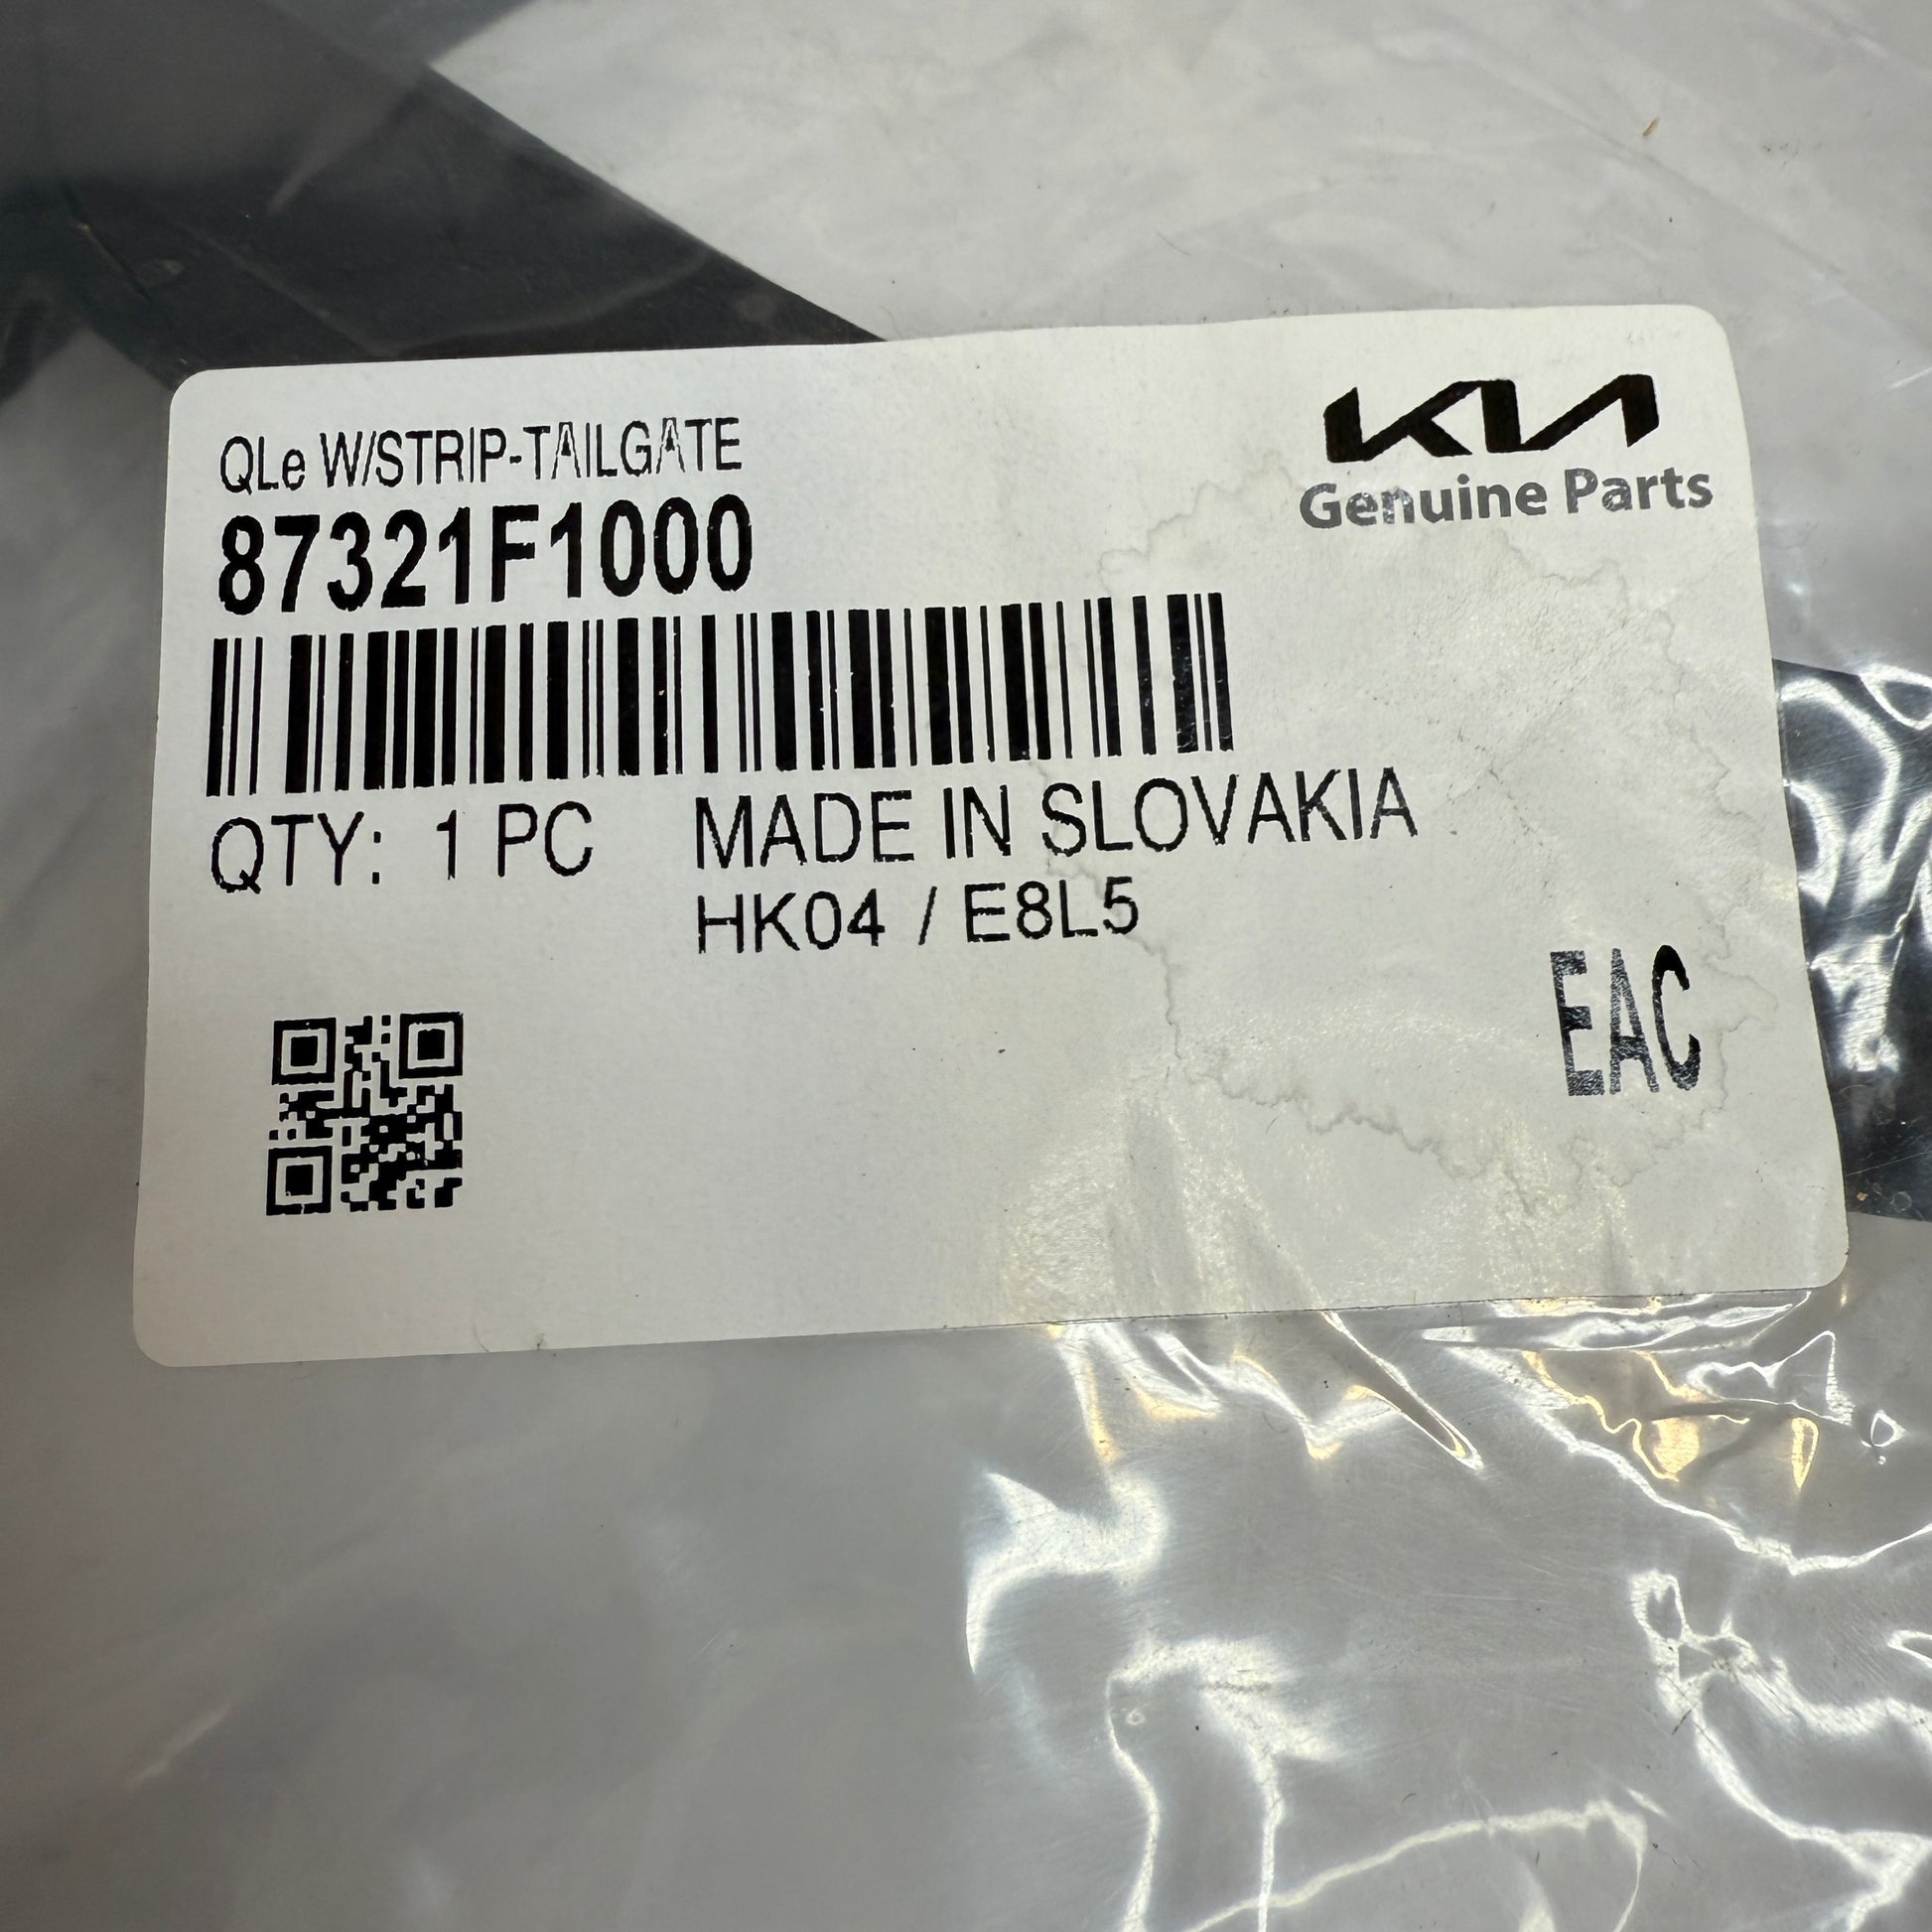 QLe W/STRIP-TAILGATE
87321F1000
KIA
Genuine Parts
QTY: 1 PC MADE IN SLOVAKIA
HK04 / E8L5
EAC